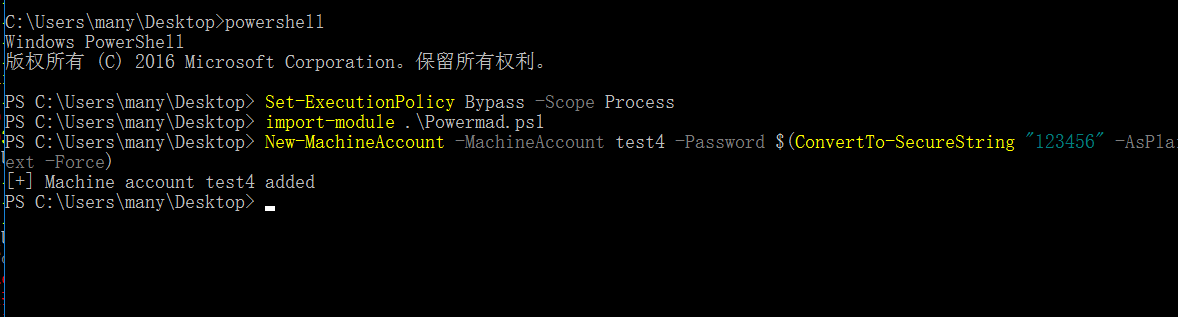 C:\Users\many\Desktop>powershell
Windows PowerShell
版权所有 (C) 2016 Microsoft Corporation。保留所有权利。
PS C:\Users\many\Desktop> Set-ExecutionPolicy Bypass -Scope Process
PS C:\Users\many\Desktop> import-module .\Powermad.ps1
PS C:\Users\many\Desktop> New-MachineAccount -MachineAccount test4 -Password $(ConvertTo-SecureString "123456" -AsPlai
ext -Force)
[+] Machine account test4 added
PS C:\Users\many\Desktop>